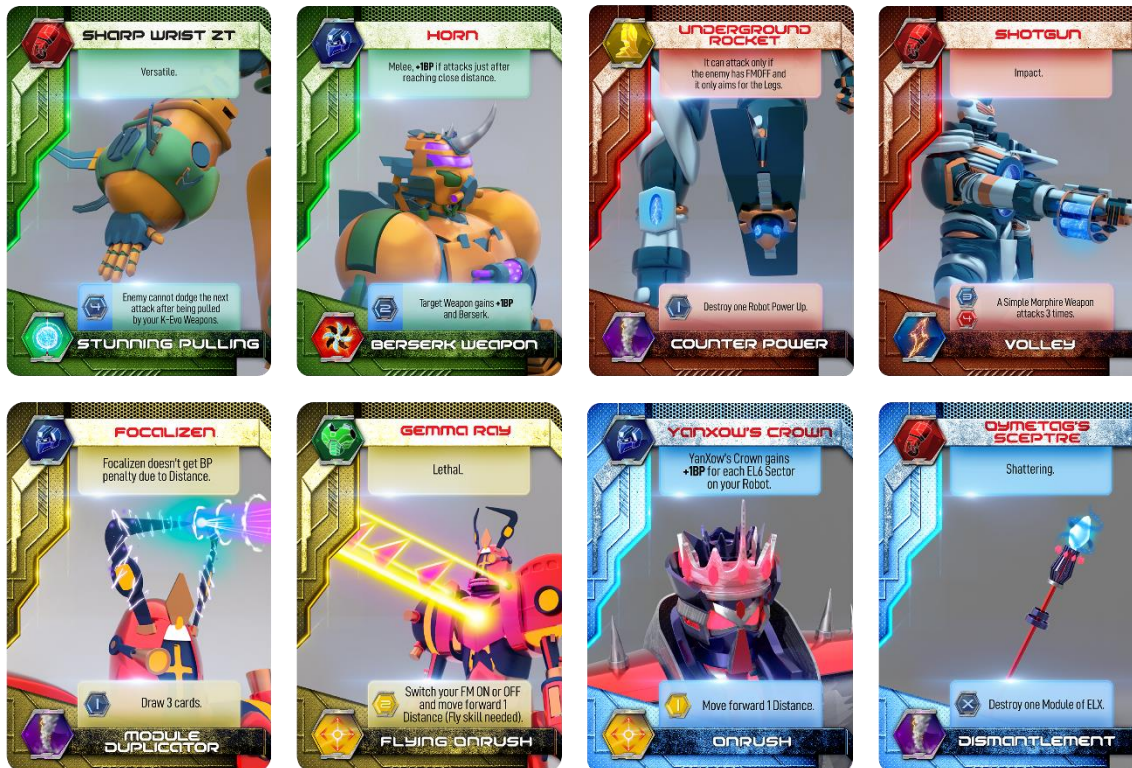 SHARP WRIST ZT
Versatile.
4
Enemy cannot dodge the next
attack after being pulled
by your K-Evo Weapons.
STUNNING PULLING
HORN
Melee, +1BP if attacks just after
reaching close distance.
2
Target Weapon gains +1BP
and Berserk.
BERSERK WEAPON
UNDERGROUND
ROCKET
It can attack only if
the enemy has FMOFF and
it only aims for the Legs.
1
Destroy one Robot Power Up.
COUNTER POWER
SHOTGUN
Impact.
3
4
A Simple Morphire Weapon
attacks 3 times.
VOLLEY
FOCALIZEN
Focalizen doesn't get BP
penalty due to Distance.
1
Draw 3 cards.
MODULE
DUPLICATOR
GEMMA RAY
Lethal.
2
Switch your FM ON or OFF
and move forward 1
Distance (Fly skill needed).
FLYING ONRUSH
YANXOW'S CROWN
YanXow's Crown gains
+1BP for each EL6 Sector
on your Robot.
1
Move forward 1 Distance.
ONRUSH
OYMETAG'S
SCEPTRE
Shattering.
X
Destroy one Module of ELX.
DISMANTLEMENT